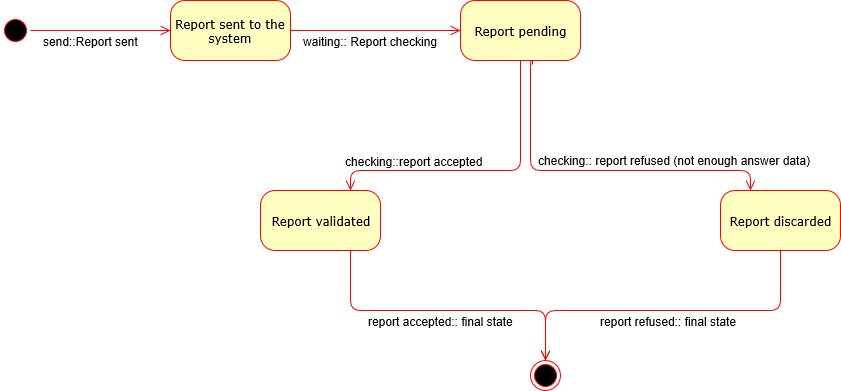 Report sent to the
system
Report pending
send::Report sent
waiting:: Report checking
checking::report accepted
checking:: report refused (not enough answer data)
Report validated
Report discarded
report accepted:: final state
report refused:: final state